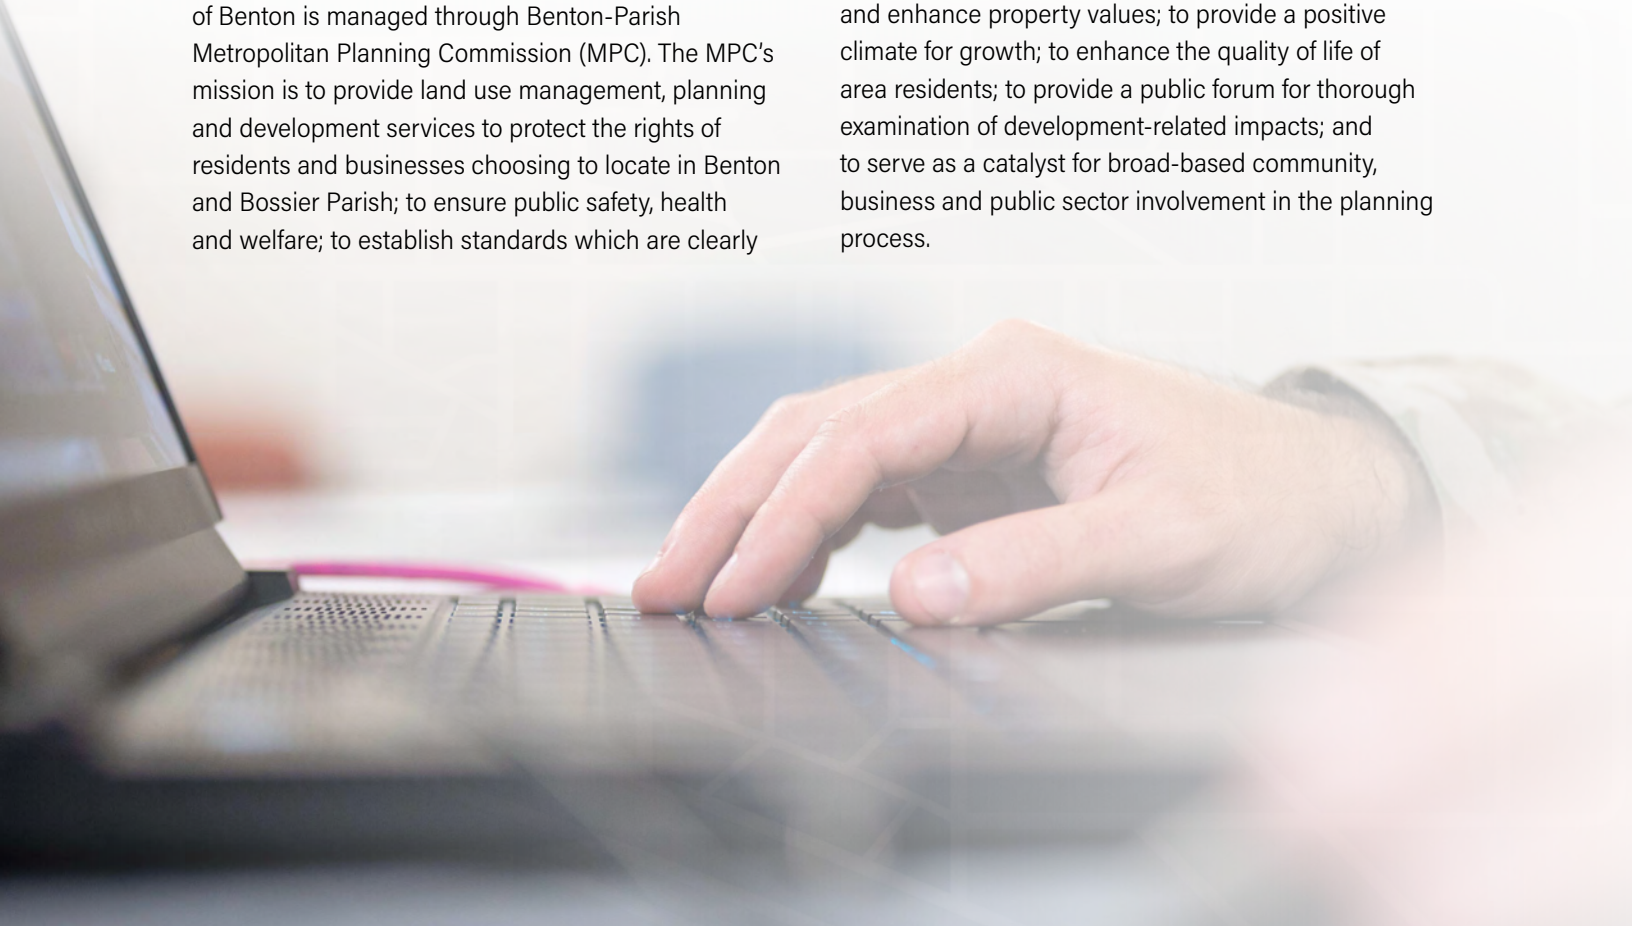 of Benton is managed through Benton-Parish
Metropolitan Planning Commission (MPC). The MPC's
mission is to provide land use management, planning
and development services to protect the rights of
residents and businesses choosing to locate in Benton
and Bossier Parish; to ensure public safety, health
and welfare; to establish standards which are clearly
and enhance property values; to provide a positive
climate for growth; to enhance the quality of life of
area residents; to provide a public forum for thorough
examination of development-related impacts; and
to serve as a catalyst for broad-based community,
business and public sector involvement in the planning
process.